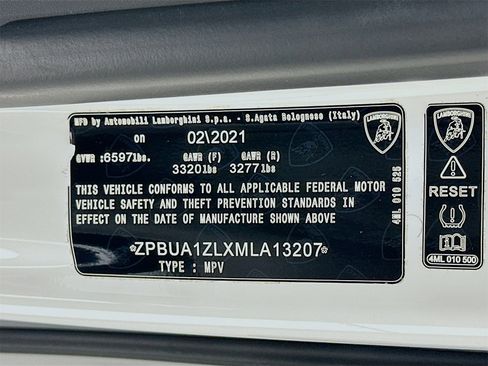 MFD by Automobili Lamborghini S.p.a. - S.Agata Bolognese (Italy)
on 02\2021
GVWR :6597lbs. GAWR (F) GAWR (R)
3320lbs 3277lbs
THIS VEHICLE CONFORMS TO ALL APPLICABLE FEDERAL MOTOR
VEHICLE SAFETY AND THEFT PREVENTION STANDARDS IN
EFFECT ON THE DATE OF MANUFACTURE SHOWN ABOVE.
ZPBUA1ZLXMLA13207
TYPE : MPV
LAMBORGHINI
4ML 010 525
LAMBORGHINI
RESET
4ML 010 500